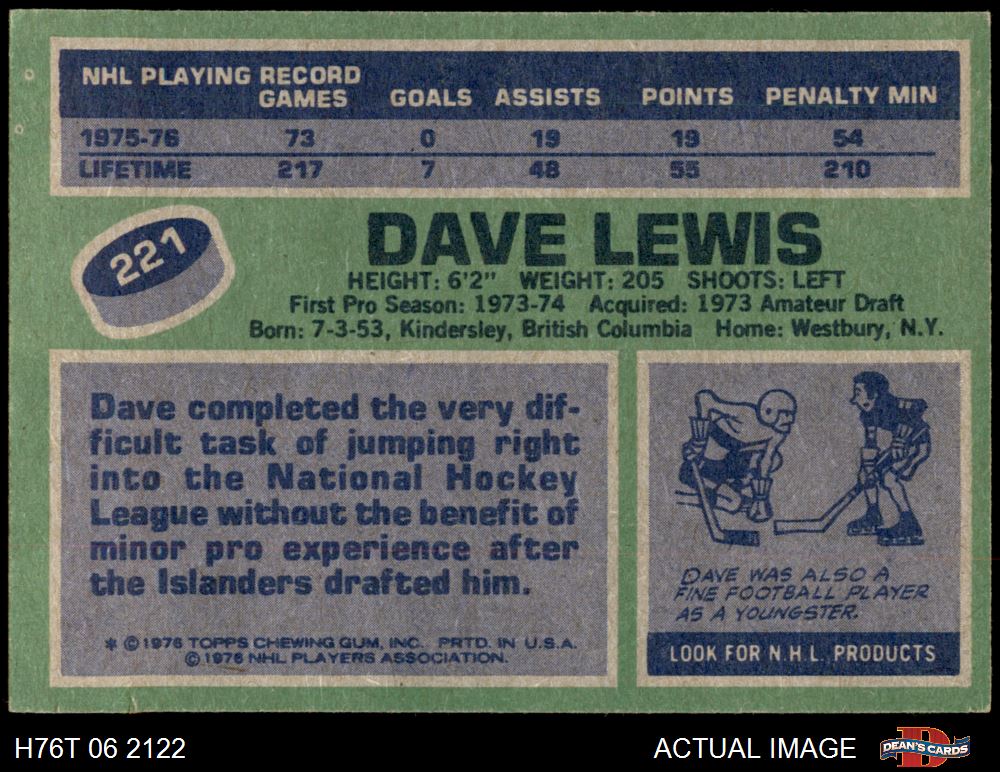 NHL PLAYING RECORD
GAMES GOALS ASSISTS POINTS PENALTY MIN
1975-76 73 0 19 19 54
LIFETIME 217 7 48 55 210
221
DAVE LEWIS
HEIGHT: 6'2" WEIGHT: 205 SHOOTS: LEFT
First Pro Season: 1973-74 Acquired: 1973 Amateur Draft
Born: 7-3-53, Kindersley, British Columbia Home: Westbury, N.Y.
Dave completed the very dif-
ficult task of jumping right
into the National Hockey
League without the benefit of
minor pro experience after
the Islanders drafted him.
* © 1976 TOPPS CHEWING GUM, INC. PRTD. IN U.S.A.
© 1976 NHL PLAYERS ASSOCIATION.
DAVE WAS ALSO A
FINE FOOTBALL PLAYER
AS A YOUNGSTER.
LOOK FOR N.H.L. PRODUCTS
H76T 06 2122 ACTUAL IMAGE D DEAN'S CARDS